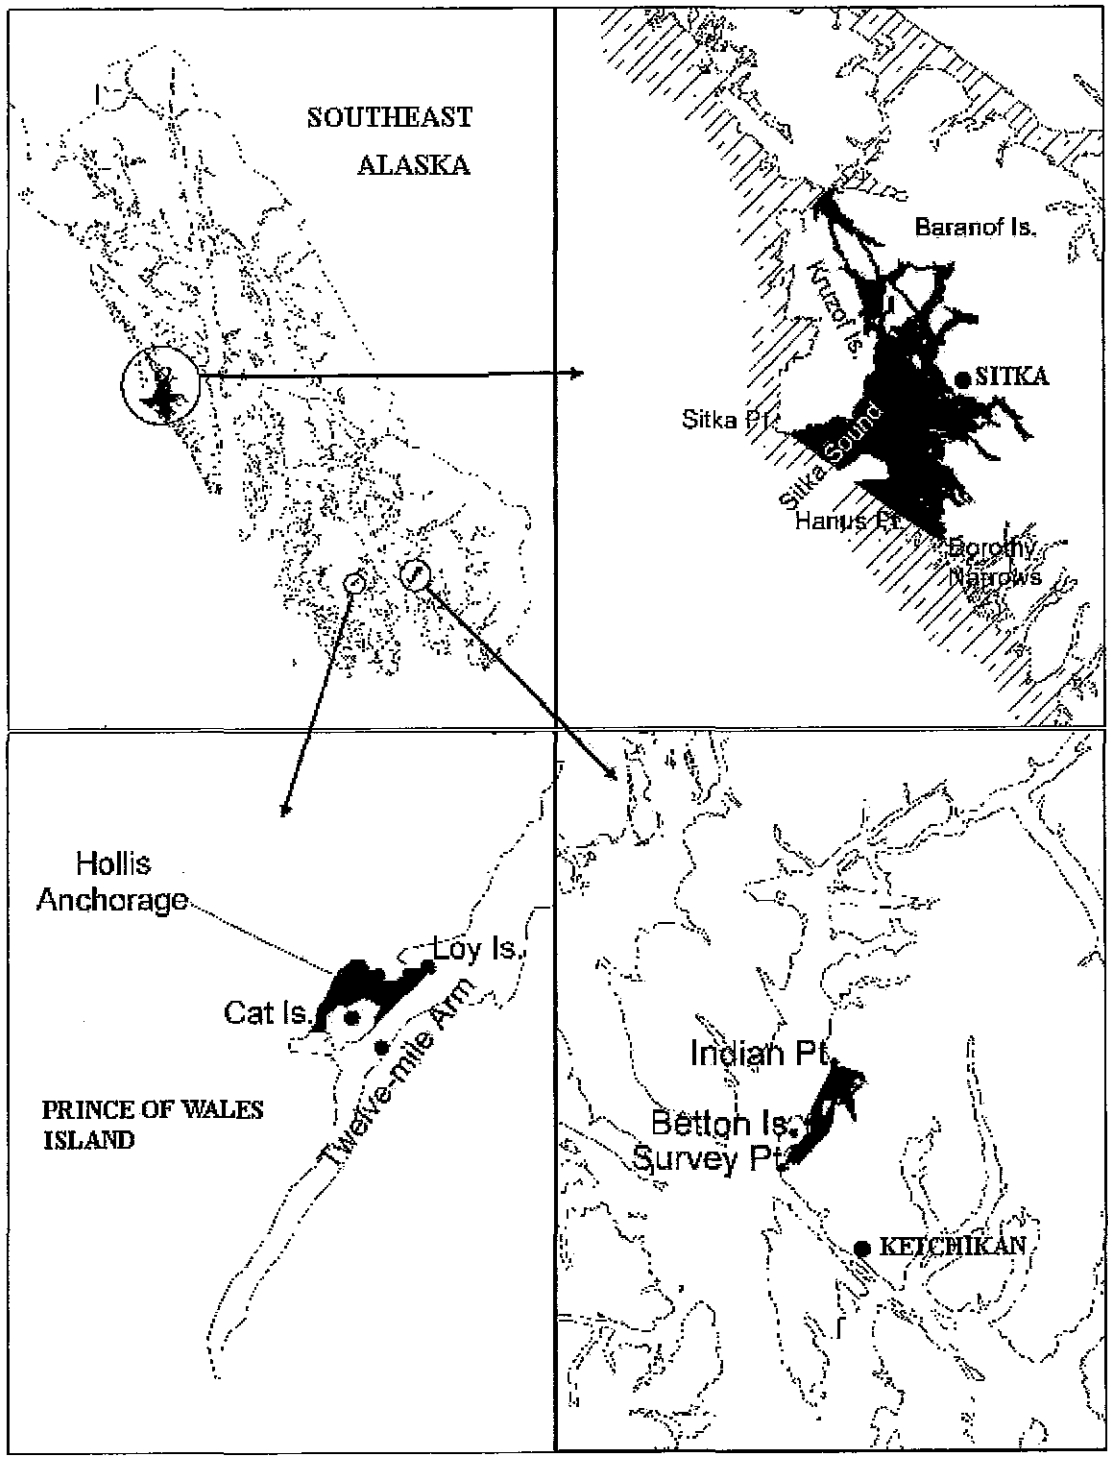 SOUTHEAST
ALASKA
Baranof Is.
Kruzof Is.
SITKA
Sitka Pt.
Sitka Sound
Hanus Pt.
Dorothy
Narrows
Hollis
Anchorage
Loy Is.
Cat Is.
Twelve-mile Arm
PRINCE OF WALES
ISLAND
Indian Pt.
Betton Is.
Survey Pt.
KETCHIKAN